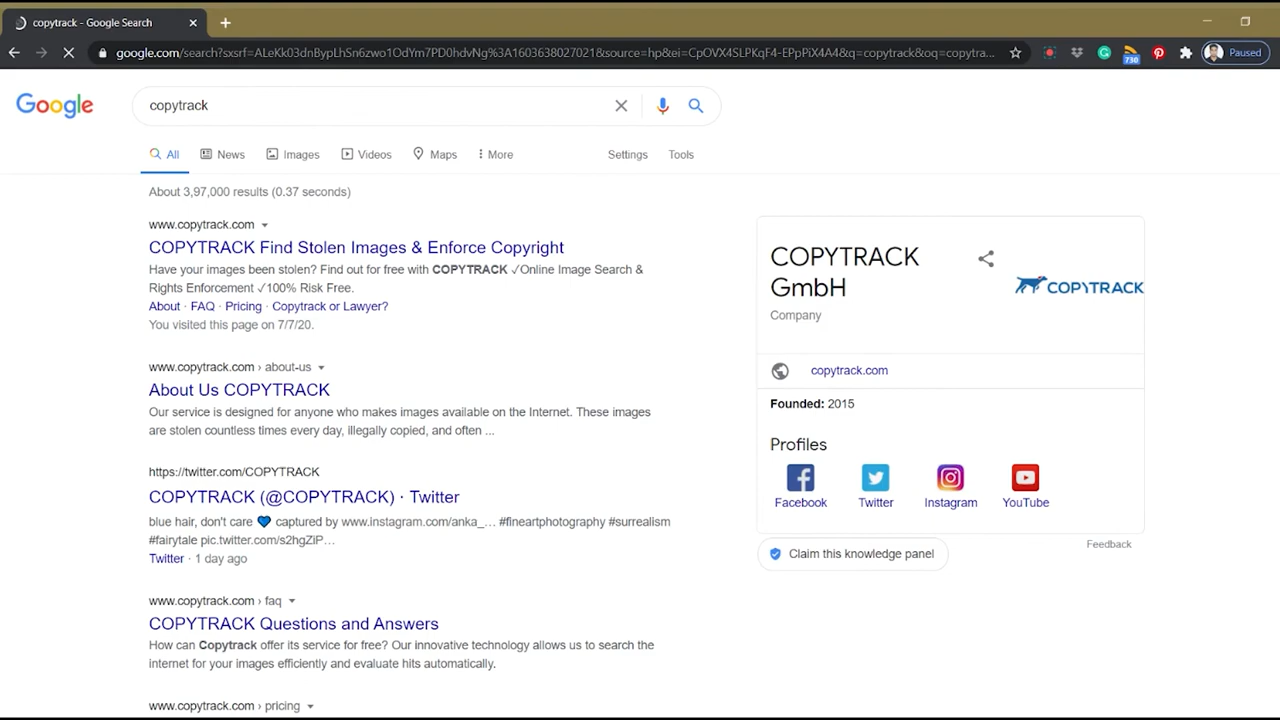 copytrack - Google Search
google.com/search?sxsrf=ALeKk03dnBypLhSn6zwo1OdYm7PD0hdvNg%3A1603638027021&source=hp&ei=CpOVX4SLPKqF4-EPpPiX4A4&q=copytrack&oq=copytra...
730
Paused
Google
copytrack
All
News
Images
Videos
Maps
More
Settings
Tools
About 3,97,000 results (0.37 seconds)
www.copytrack.com
COPYTRACK Find Stolen Images & Enforce Copyright
Have your images been stolen? Find out for free with COPYTRACK ✓Online Image Search &
Rights Enforcement ✓100% Risk Free.
About · FAQ · Pricing · Copytrack or Lawyer?
You visited this page on 7/7/20.
www.copytrack.com › about-us
About Us COPYTRACK
Our service is designed for anyone who makes images available on the Internet. These images
are stolen countless times every day, illegally copied, and often ...
https://twitter.com/COPYTRACK
COPYTRACK (@COPYTRACK) · Twitter
blue hair, don't care 💙 captured by www.instagram.com/anka_… #fineartphotography #surrealism
#fairytale pic.twitter.com/s2hgZiP…
Twitter · 1 day ago
www.copytrack.com › faq
COPYTRACK Questions and Answers
How can Copytrack offer its service for free? Our innovative technology allows us to search the
internet for your images efficiently and evaluate hits automatically.
www.copytrack.com › pricing
COPYTRACK
GmbH
Company
COPYTRACK
copytrack.com
Founded: 2015
Profiles
Facebook
Twitter
Instagram
YouTube
Claim this knowledge panel
Feedback